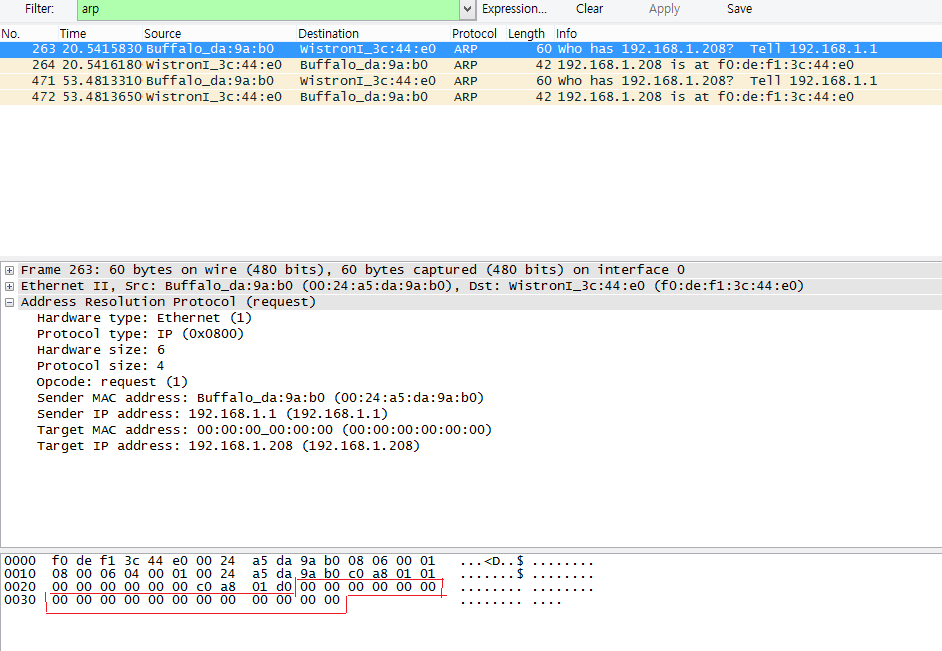 Filter: arp Expression... Clear Apply Save
No. Time Source Destination Protocol Length Info
263 20.5415830 Buffalo_da:9a:b0 WistronI_3c:44:e0 ARP 60 Who has 192.168.1.208? Tell 192.168.1.1
264 20.5416180 WistronI_3c:44:e0 Buffalo_da:9a:b0 ARP 42 192.168.1.208 is at f0:de:f1:3c:44:e0
471 53.4813310 Buffalo_da:9a:b0 WistronI_3c:44:e0 ARP 60 Who has 192.168.1.208? Tell 192.168.1.1
472 53.4813650 WistronI_3c:44:e0 Buffalo_da:9a:b0 ARP 42 192.168.1.208 is at f0:de:f1:3c:44:e0
Frame 263: 60 bytes on wire (480 bits), 60 bytes captured (480 bits) on interface 0
Ethernet II, Src: Buffalo_da:9a:b0 (00:24:a5:da:9a:b0), Dst: WistronI_3c:44:e0 (f0:de:f1:3c:44:e0)
Address Resolution Protocol (request)
Hardware type: Ethernet (1)
Protocol type: IP (0x0800)
Hardware size: 6
Protocol size: 4
Opcode: request (1)
Sender MAC address: Buffalo_da:9a:b0 (00:24:a5:da:9a:b0)
Sender IP address: 192.168.1.1 (192.168.1.1)
Target MAC address: 00:00:00_00:00:00 (00:00:00:00:00:00)
Target IP address: 192.168.1.208 (192.168.1.208)
0000 f0 de f1 3c 44 e0 00 24 a5 da 9a b0 08 06 00 01 ...<D..$ ........
0010 08 00 06 04 00 01 00 24 a5 da 9a b0 c0 a8 01 01 .......$ ........
0020 00 00 00 00 00 00 c0 a8 01 d0 00 00 00 00 00 00 ........ ........
0030 00 00 00 00 00 00 00 00 00 00 00 00 ........ ....